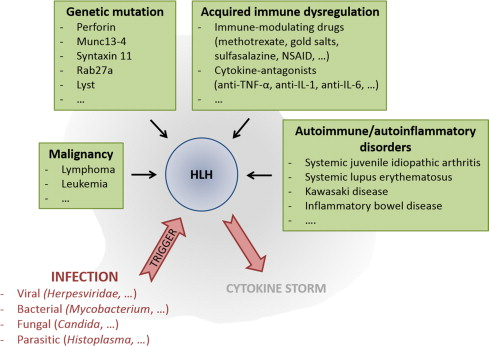 Genetic mutation
- Perforin
- Munc13-4
- Syntaxin 11
- Rab27a
- Lyst
- ...
Acquired immune dysregulation
- Immune-modulating drugs
(methotrexate, gold salts,
sulfasalazine, NSAID, ...)
- Cytokine-antagonists
(anti-TNF-α, anti-IL-1, anti-IL-6, ...)
- ...
Malignancy
- Lymphoma
- Leukemia
- ...
HLH
Autoimmune/autoinflammatory
disorders
- Systemic juvenile idiopathic arthritis
- Systemic lupus erythematosus
- Kawasaki disease
- Inflammatory bowel disease
- ....
TRIGGER
INFECTION
- Viral (Herpesviridae, ...)
- Bacterial (Mycobacterium, ...)
- Fungal (Candida, ...)
- Parasitic (Histoplasma, ...)
CYTOKINE STORM